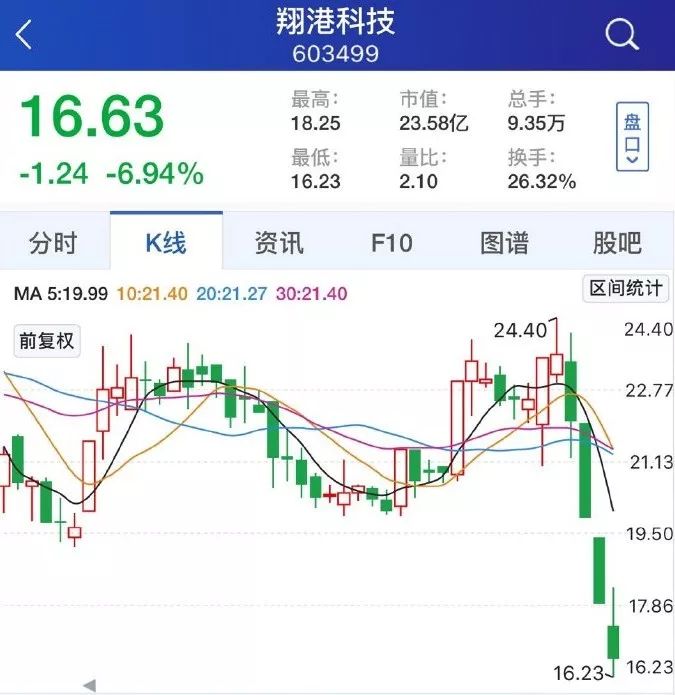 翔港科技
603499
16.63
-1.24 -6.94%
最高: 市值: 总手:
18.25 23.58亿 9.35万
最低: 量比: 换手:
16.23 2.10 26.32%
盘口
分时 K线 资讯 F10 图谱 股吧
MA 5:19.99 10:21.40 20:21.27 30:21.40
区间统计
前复权
24.40 24.40
22.77
21.13
19.50
17.86
16.23 16.23